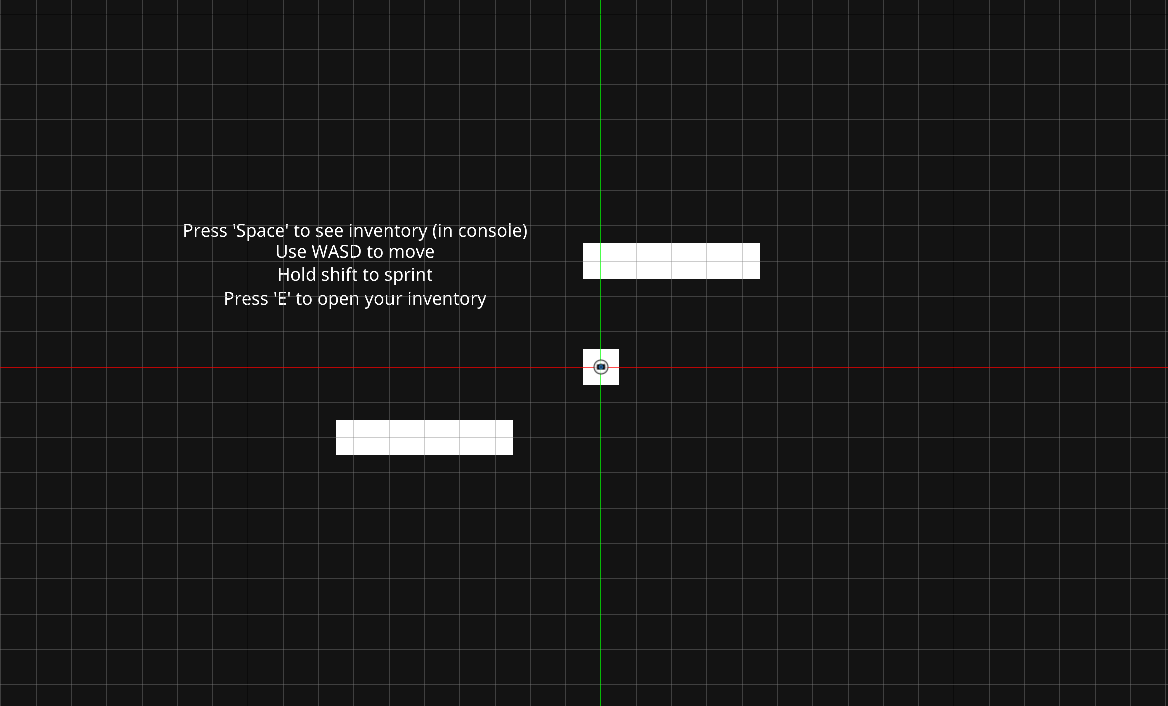 Press 'Space' to see inventory (in console)
Use WASD to move
Hold shift to sprint
Press 'E' to open your inventory